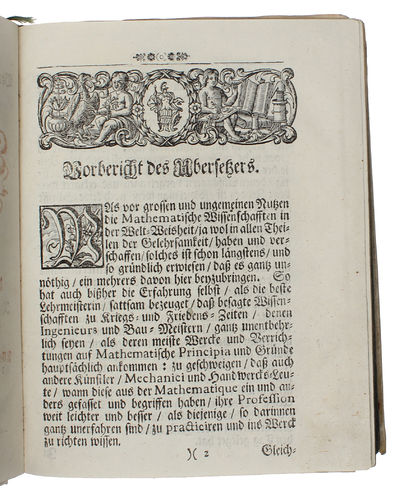 Vorbericht des Ubersetzers.
WAs vor grossen und ungemeinen Nutzen
die Mathematische Wissenschafften in
der Welt-Weisheit/ ja wol in allen Thei-
len der Gelehrsamkeit/ haben und ver-
schaffen/ solches ist schon längstens/ und
so gründlich erwiesen/ daß es gantz un-
nöthig/ ein mehrers davon hier beyzubringen. So
hat auch bißher die Erfahrung selbst/ als die beste
Lehrmeisterin/ sattsam bezeuget/ daß besagte Wissen-
schafften zu Kriegs- und Friedens-Zeiten/ denen
Ingenieurs und Bau-Meistern/ gantz unentbehr-
lich seyen/ als deren meiste Wercke und Verrich-
tungen auf Mathematische Principia und Gründe
hauptsächlich ankommen: zu geschweigen/ daß auch
andere Künstler/ Mechanici und Handwercks-Leu-
te/ wann diese aus der Mathematique ein und an-
ders gefasset und begriffen haben/ ihre Profession
weit leichter und besser/ als diejenige/ so darinnen
gantz unerfahren sind/ zu practiciren und ins Werck
zu richten wissen.
)( 2 Gleich-